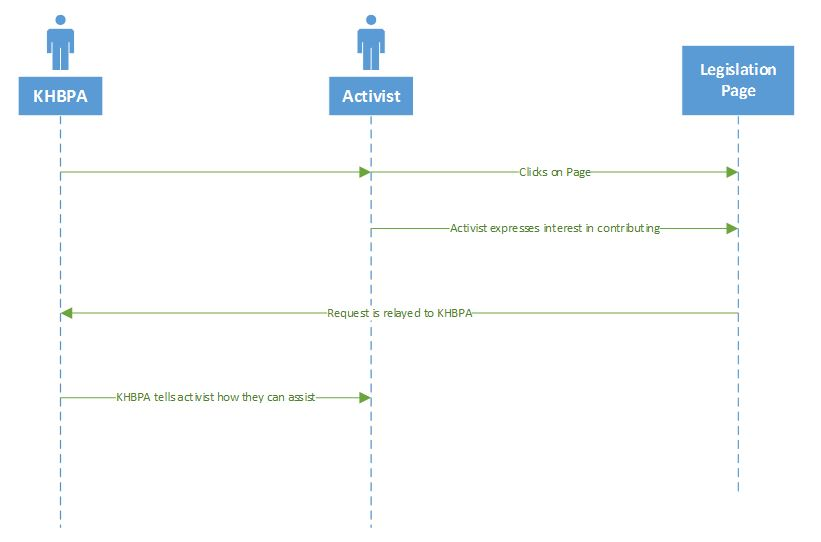 KHBPA
Activist
Legislation
Page
Clicks on Page
Activist expresses interest in contributing
Request is relayed to KHBPA
KHBPA tells activist how they can assist